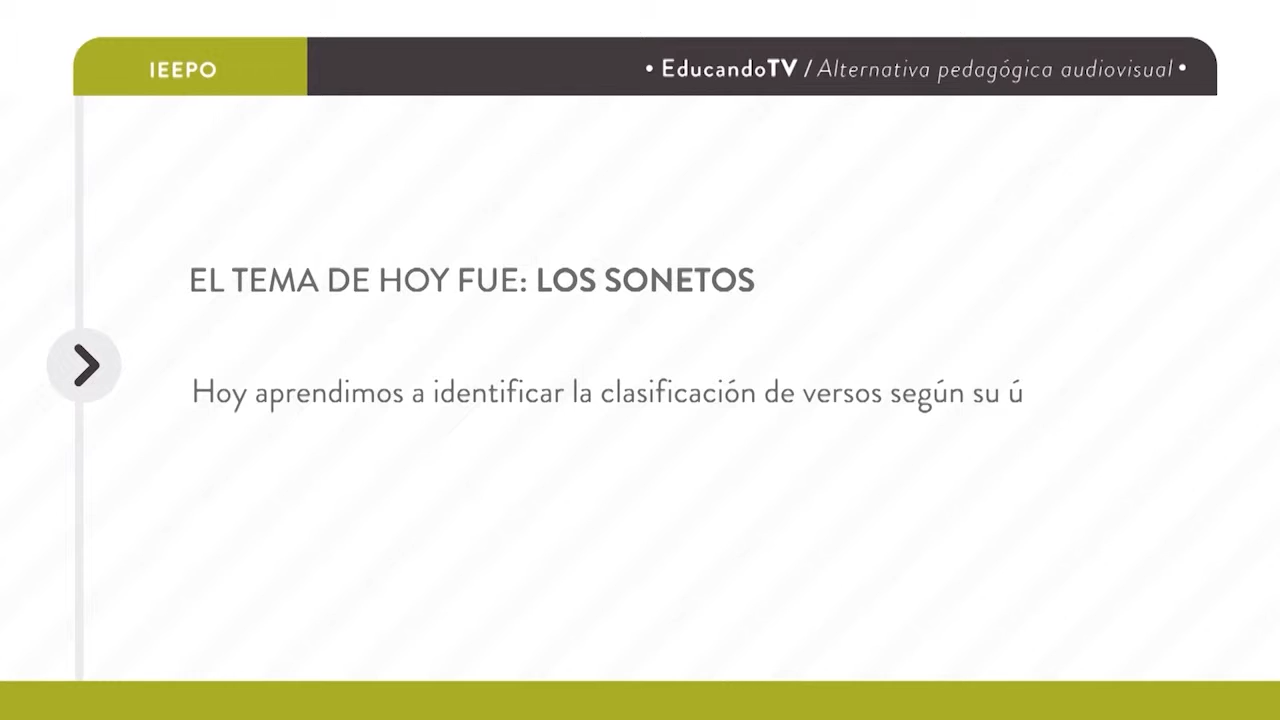 IEEPO
• EducandoTV / Alternativa pedagógica audiovisual •
EL TEMA DE HOY FUE: LOS SONETOS
Hoy aprendimos a identificar la clasificación de versos según su ú